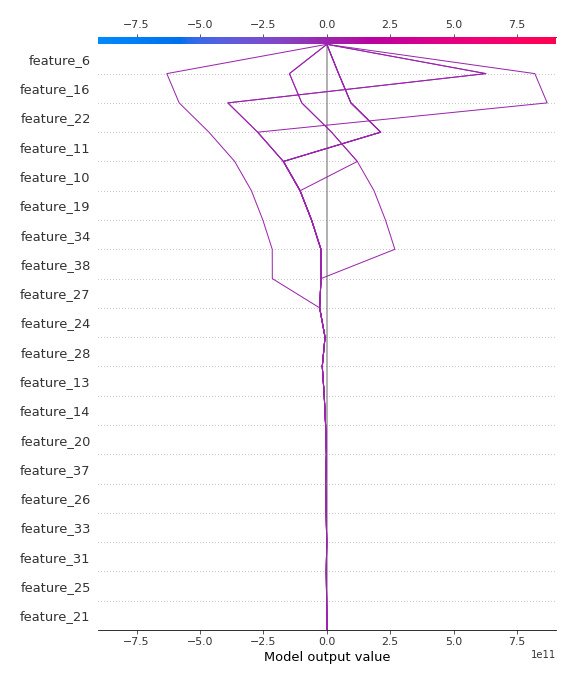 −7.5 −5.0 −2.5 0.0 2.5 5.0 7.5
feature_6
feature_16
feature_22
feature_11
feature_10
feature_19
feature_34
feature_38
feature_27
feature_24
feature_28
feature_13
feature_14
feature_20
feature_37
feature_26
feature_33
feature_31
feature_25
feature_21
−7.5 −5.0 −2.5 0.0 2.5 5.0 7.5
Model output value 1e11